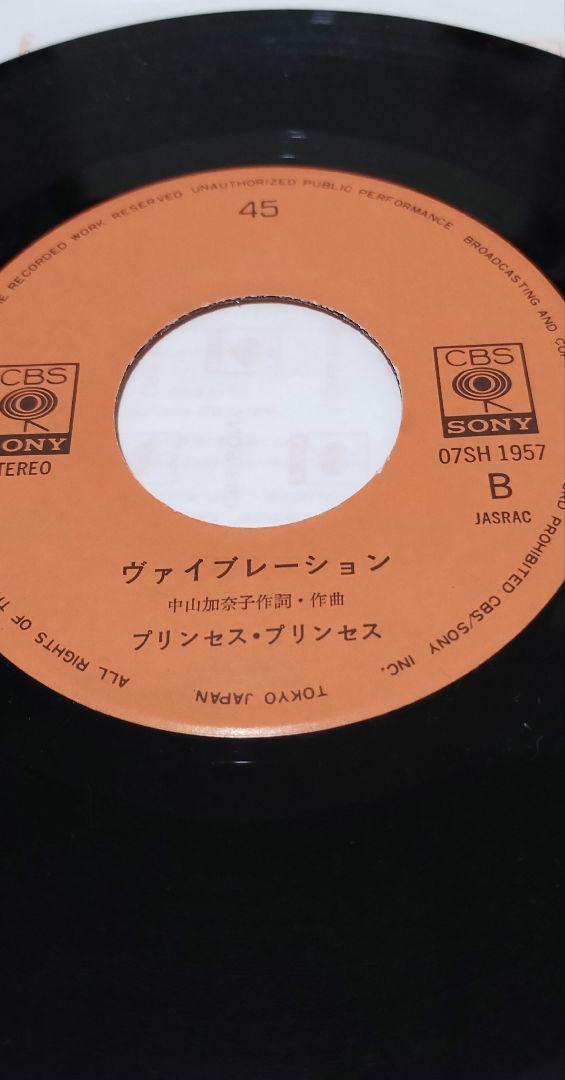 45
E RECORDED WORK RESERVED UNAUTHORIZED PUBLIC PERFORMANCE BROADCASTING AND
CBS
SONY
CBS
ONY
TEREO
07SH 1957
B
JASRAC
ヴァイブレーション
中山加奈子作詞・作曲
プリンセス・プリンセス
PROHIBITED CBS/SONY INC.
TOKYO JAPAN
ALL RIGHTS OF